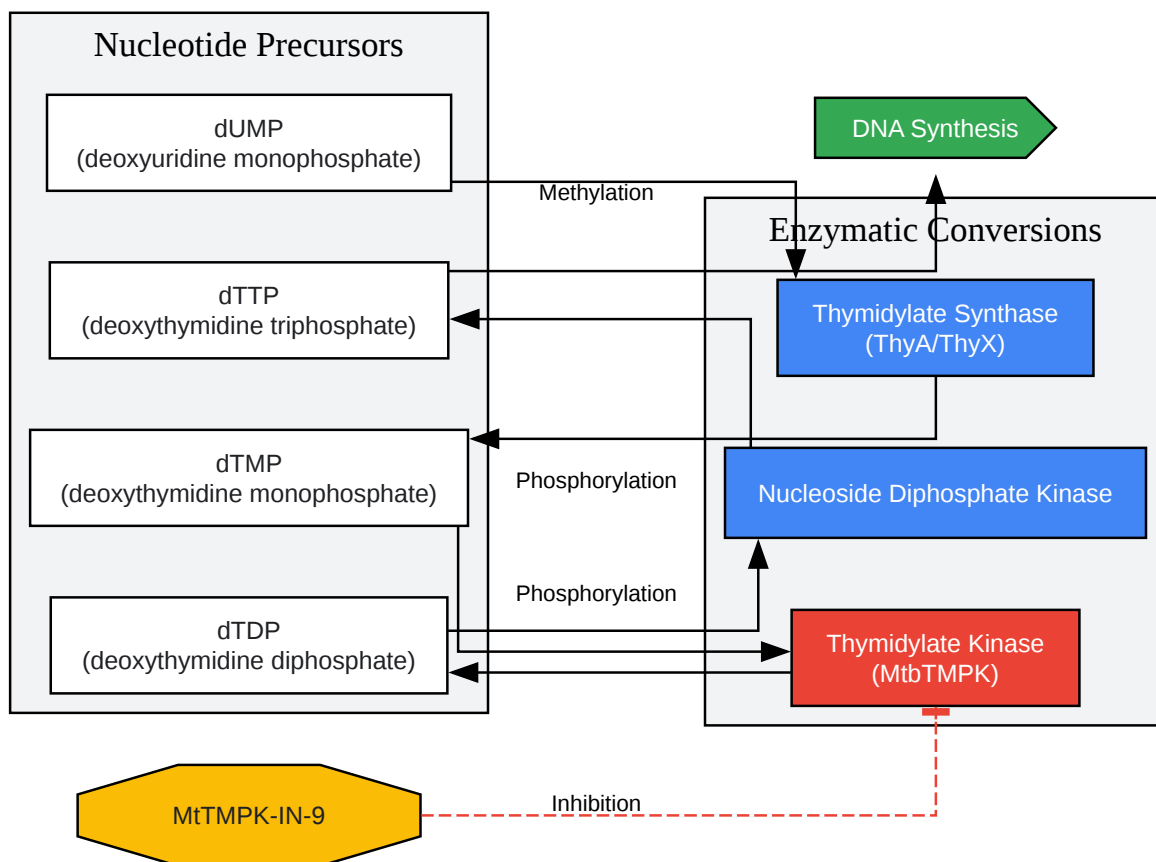 Nucleotide Precursors
dUMP
(deoxyuridine monophosphate)
dTTP
(deoxythymidine triphosphate)
dTMP
(deoxythymidine monophosphate)
dTDP
(deoxythymidine diphosphate)
Methylation
Phosphorylation
Phosphorylation
DNA Synthesis
Enzymatic Conversions
Thymidylate Synthase
(ThyA/ThyX)
Nucleoside Diphosphate Kinase
Thymidylate Kinase
(MtbTMPK)
MtTMPK-IN-9
Inhibition